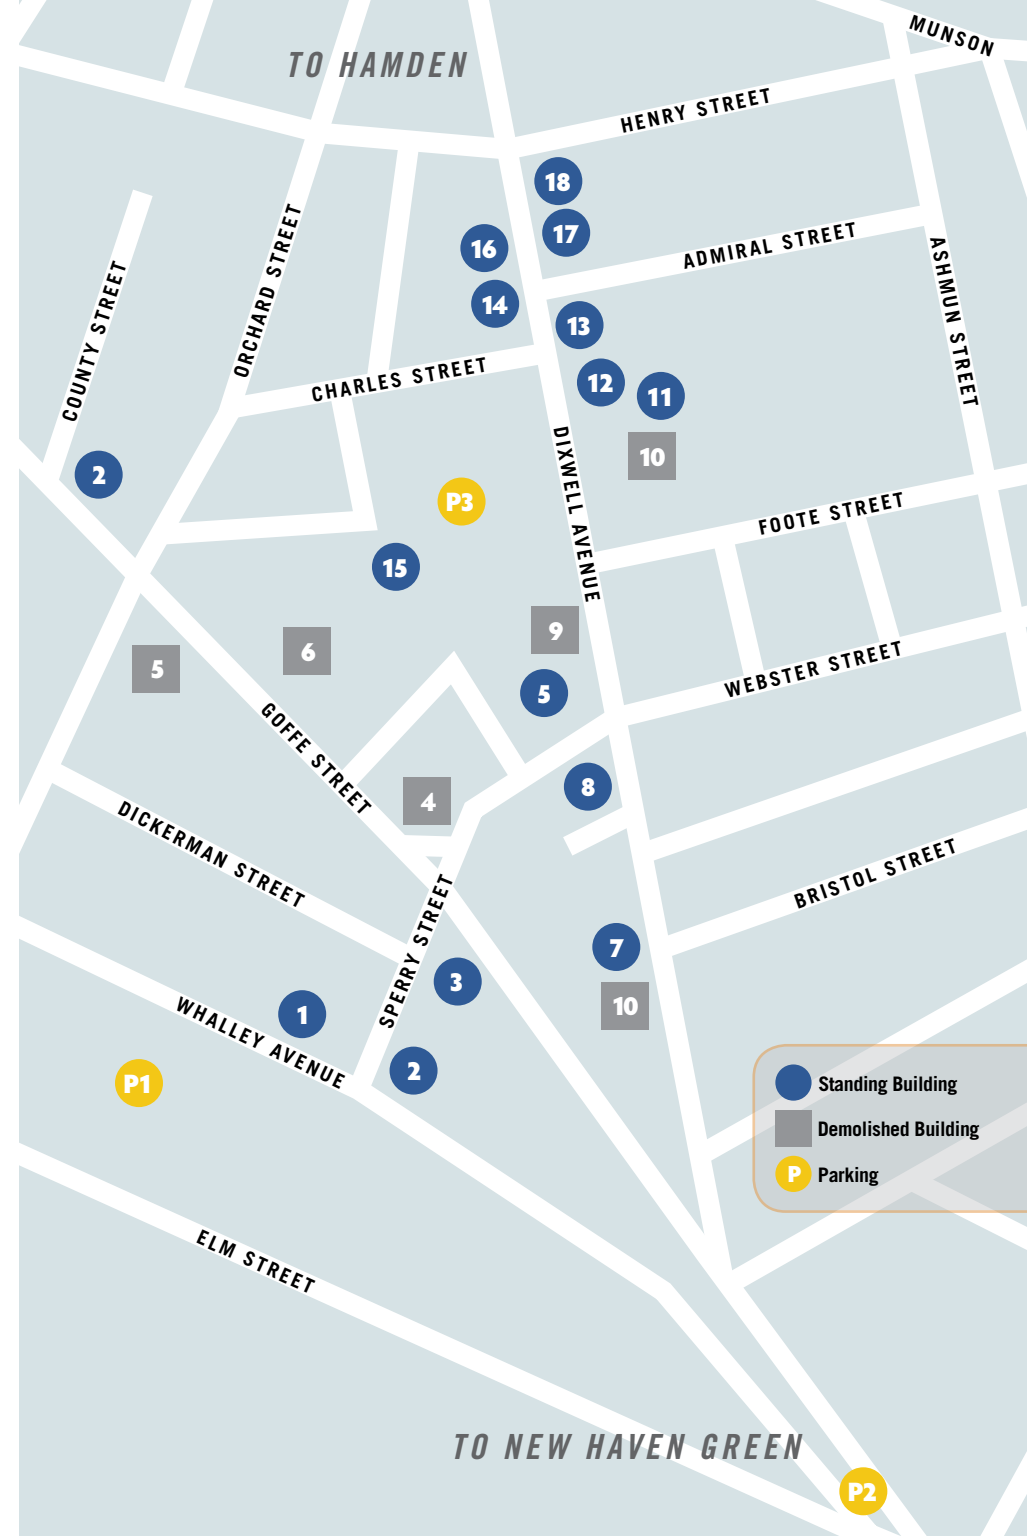 MUNSON
TO HAMDEN
HENRY STREET
18
17
16
ADMIRAL STREET
ORCHARD STREET
COUNTY STREET
ASHMUN STREET
14
13
CHARLES STREET
12
11
DIXWELL AVENUE
10
2
P3
FOOTE STREET
15
9
6
5
5
WEBSTER STREET
GOFFE STREET
8
4
DICKERMAN STREET
BRISTOL STREET
SPERRY STREET
7
3
10
1
WHALLEY AVENUE
2
P1
Standing Building
Demolished Building
P Parking
ELM STREET
TO NEW HAVEN GREEN
P2